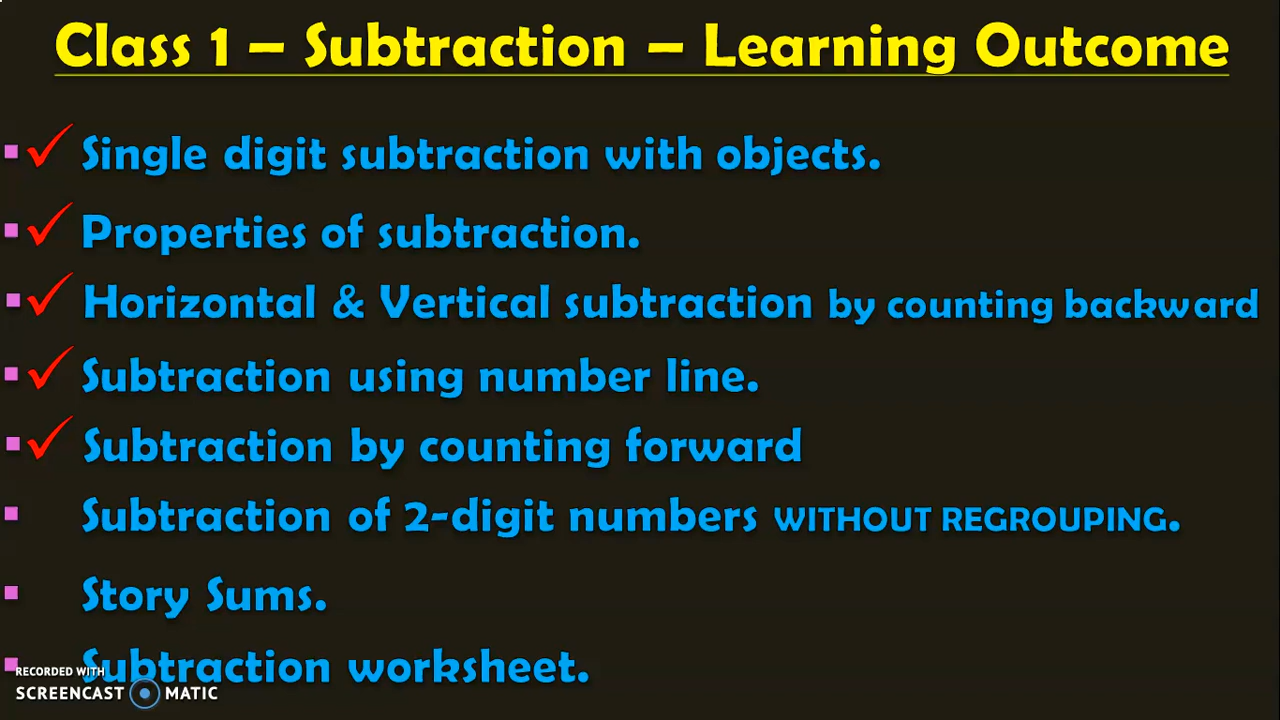 Class 1 – Subtraction – Learning Outcome
Single digit subtraction with objects.
Properties of subtraction.
Horizontal & Vertical subtraction by counting backward
Subtraction using number line.
Subtraction by counting forward
Subtraction of 2-digit numbers WITHOUT REGROUPING.
Story Sums.
Subtraction worksheet.
RECORDED WITH
SCREENCAST MATIC